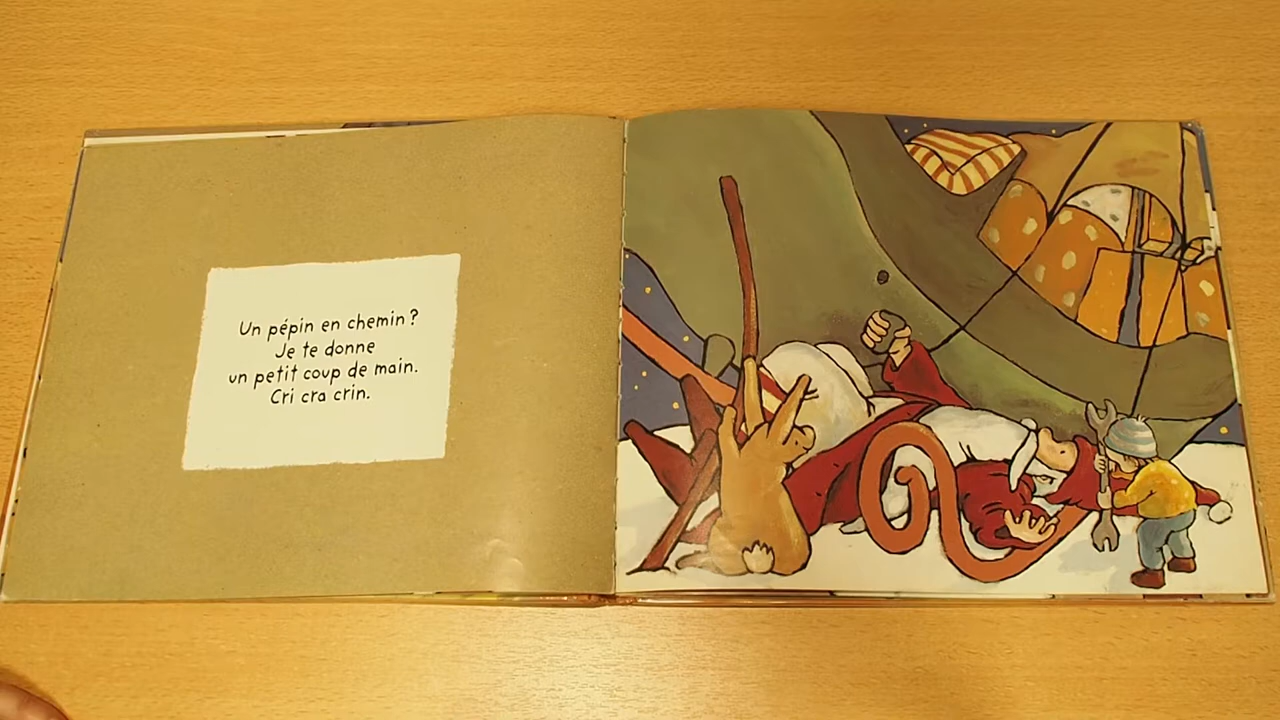 Un pépin en chemin?
Je te donne
un petit coup de main.
Cri cra crin.